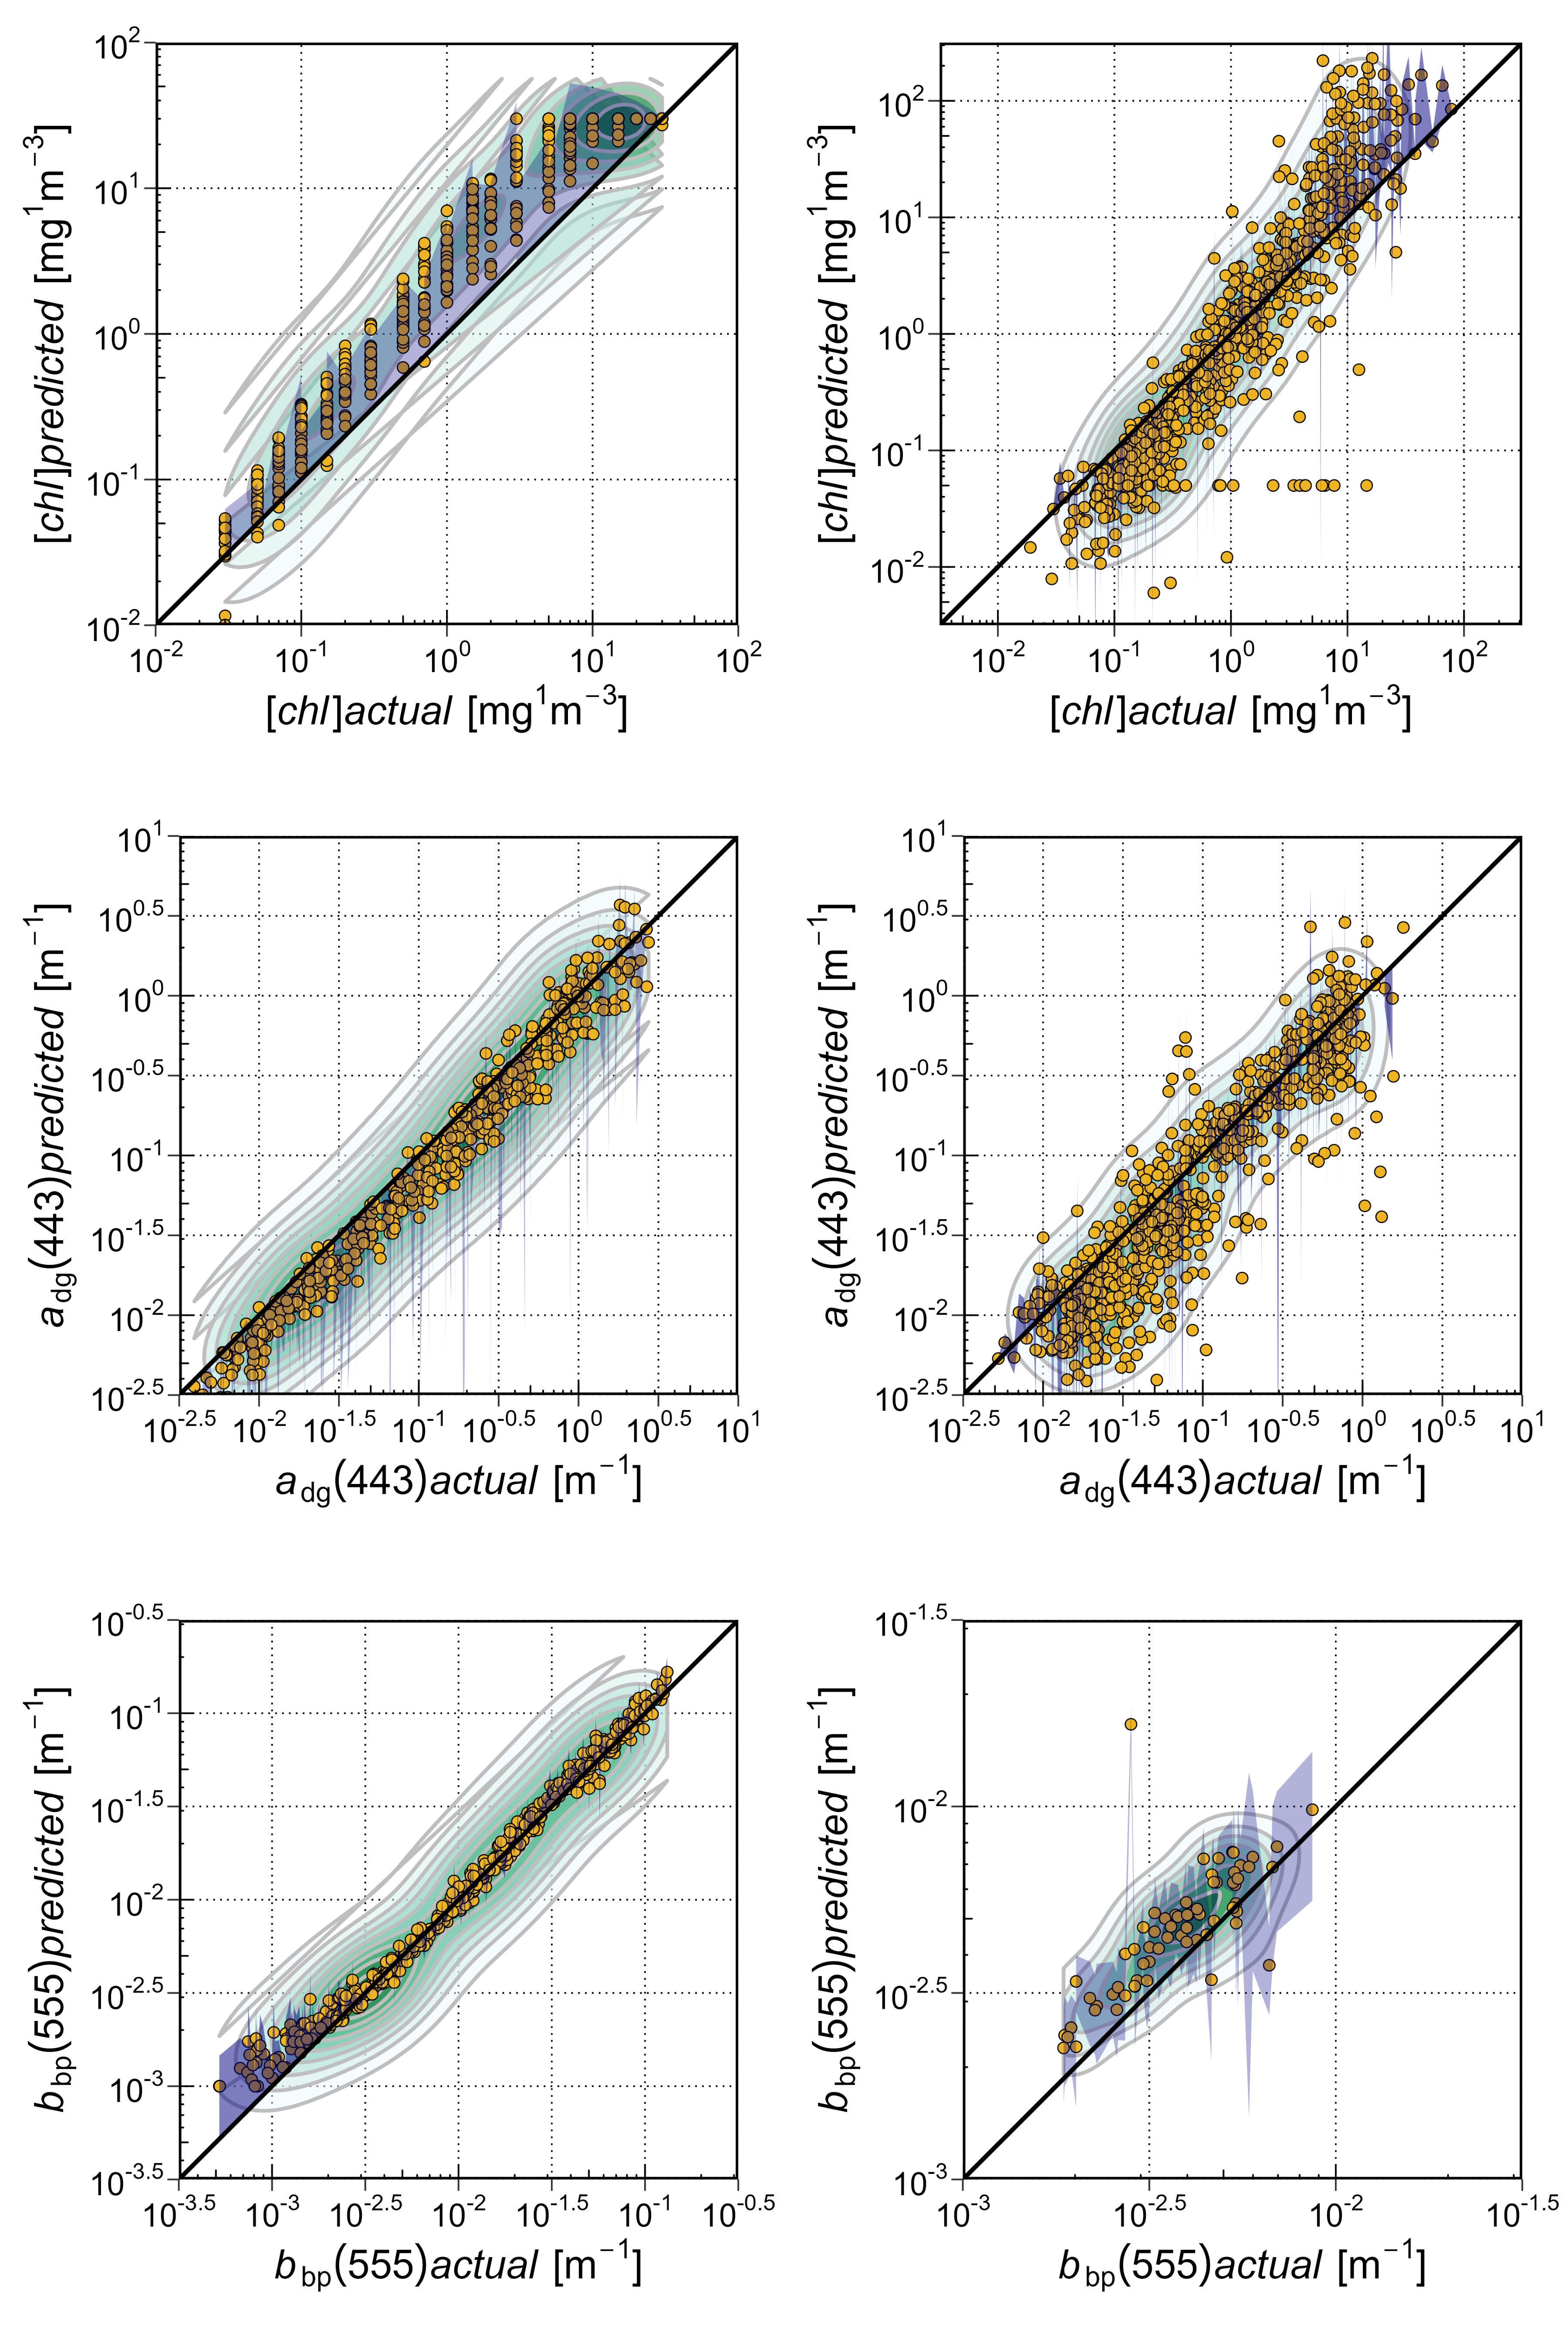 10^2 10^1 10^0 10^-1 10^-2
[chl]predicted [mg^1m^−3]
10^-2 10^-1 10^0 10^1 10^2
[chl]actual [mg^1m^−3]
10^2 10^1 10^0 10^-1 10^-2
[chl]predicted [mg^1m^−3]
10^-2 10^-1 10^0 10^1 10^2
[chl]actual [mg^1m^−3]
10^1 10^0.5 10^0 10^-0.5 10^-1 10^-1.5 10^-2 10^-2.5
a_dg(443)predicted [m^−1]
10^-2.5 10^-2 10^-1.5 10^-1 10^-0.5 10^0 10^0.5 10^1
a_dg(443)actual [m^−1]
10^1 10^0.5 10^0 10^-0.5 10^-1 10^-1.5 10^-2 10^-2.5
a_dg(443)predicted [m^−1]
10^-2.5 10^-2 10^-1.5 10^-1 10^-0.5 10^0 10^0.5 10^1
a_dg(443)actual [m^−1]
10^-0.5 10^-1 10^-1.5 10^-2 10^-2.5 10^-3 10^-3.5
b_bp(555)predicted [m^−1]
10^-3.5 10^-3 10^-2.5 10^-2 10^-1.5 10^-1 10^-0.5
b_bp(555)actual [m^−1]
10^-1.5 10^-2 10^-2.5 10^-3
b_bp(555)predicted [m^−1]
10^-3 10^-2.5 10^-2 10^-1.5
b_bp(555)actual [m^−1]